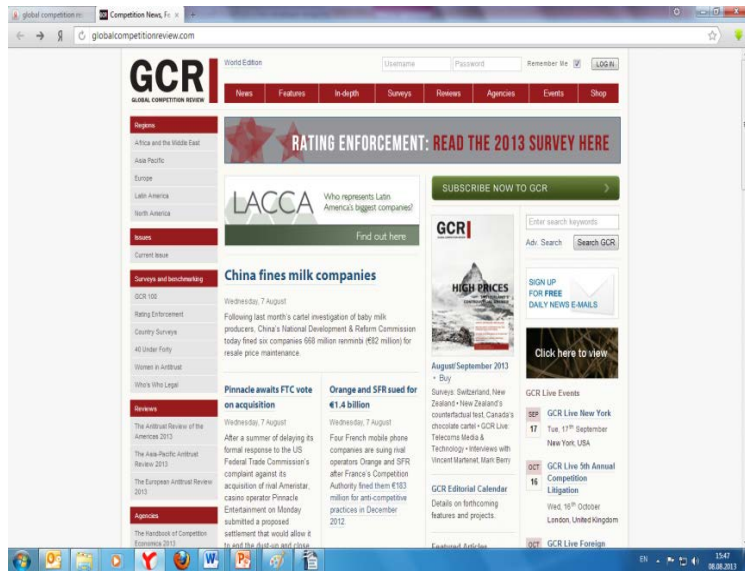 global competition re
Competition News, Fe
globalcompetitionreview.com
GCR
GLOBAL COMPETITION REVIEW
World Edition
Username
Password
Remember Me
LOG IN
News
Features
In-depth
Surveys
Reviews
Agencies
Events
Shop
RATING ENFORCEMENT: READ THE 2013 SURVEY HERE
Regions
Africa and the Middle East
Asia Pacific
Europe
Latin America
North America
Issues
Current Issue
Surveys and benchmarking
GCR 100
Rating Enforcement
Country Surveys
40 Under Forty
Women in Antitrust
Who's Who Legal
Reviews
The Antitrust Review of the
Americas 2013
The Asia-Pacific Antitrust
Review 2013
The European Antitrust Review
2013
Agencies
The Handbook of Competition
Economics 2013
LACCA
Who represents Latin
America's biggest companies?
Find out here
China fines milk companies
Wednesday, 7 August
Following last month's cartel investigation of baby milk
producers, China's National Development & Reform Commission
today fined six companies 668 million renminbi (€82 million) for
resale price maintenance.
Pinnacle awaits FTC vote
on acquisition
Wednesday, 7 August
After a summer of delaying its
formal response to the US
Federal Trade Commission's
complaint against its
acquisition of rival Ameristar,
casino operator Pinnacle
Entertainment on Monday
submitted a proposed
settlement that would allow it
to end the dust-up and close
Orange and SFR sued for
€1.4 billion
Wednesday, 7 August
Four French mobile phone
companies are suing rival
operators Orange and SFR
after France's Competition
Authority fined them €183
million for anti-competitive
practices in December
2012.
SUBSCRIBE NOW TO GCR
GCR
HIGH PRICES
August/September 2013
• Buy
Surveys: Switzerland, New
Zealand • New Zealand's
counterfactual test, Canada's
chocolate cartel • GCR Live:
Telecoms Media &
Technology • Interviews with
Vincent Martenet, Mark Berry
GCR Editorial Calendar
Details on forthcoming
features and projects.
Featured Articles
Enter search keywords
Adv. Search
Search GCR
SIGN UP
FOR FREE
DAILY NEWS E-MAILS
Click here to view
GCR Live Events
SEP
17
GCR Live New York
Tue, 17th September
New York, USA
OCT
16
GCR Live 5th Annual
Competition
Litigation
Wed, 16th October
London, United Kingdom
OCT
GCR Live Foreign
EN
15:47
08.08.2013